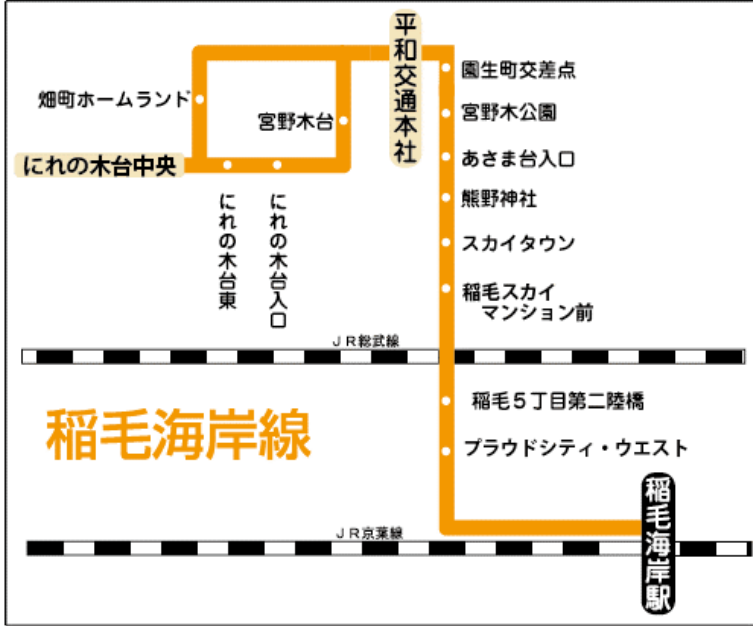 平和交通本社
園生町交差点
畑町ホームランド
宮野木公園
宮野木台
あさま台入口
にれの木台中央
熊野神社
にれの木台東
にれの木台入口
スカイタウン
稲毛スカイ
マンション前
JR総武線
稲毛5丁目第二陸橋
稲毛海岸線
プラウドシティ・ウエスト
稲毛海岸駅
JR京葉線